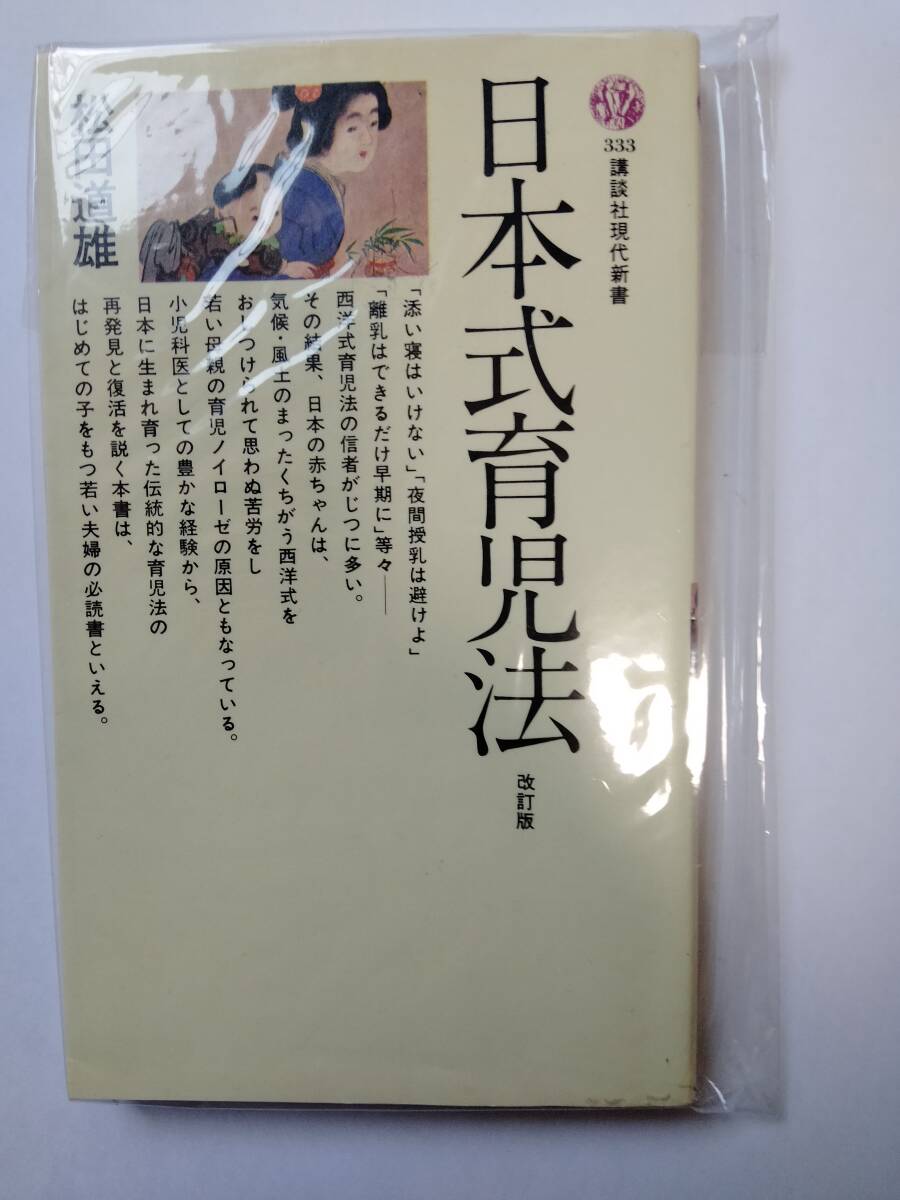 333
講談社現代新書
日本式育児法
改訂版
「添い寝はいけない」「夜間授乳は避けよ」
「離乳はできるだけ早期に」等々――
西洋式育児法の信者がじつに多い。
その結果、日本の赤ちゃんは、
気候・風土のまったくちがう西洋式を
おしつけられて思わぬ苦労をし
若い母親の育児ノイローゼの原因ともなっている。
小児科医としての豊かな経験から、
日本に生まれ育った伝統的な育児法の
再発見と復活を説く本書は、
はじめての子をもつ若い夫婦の必読書といえる。
松田道雄